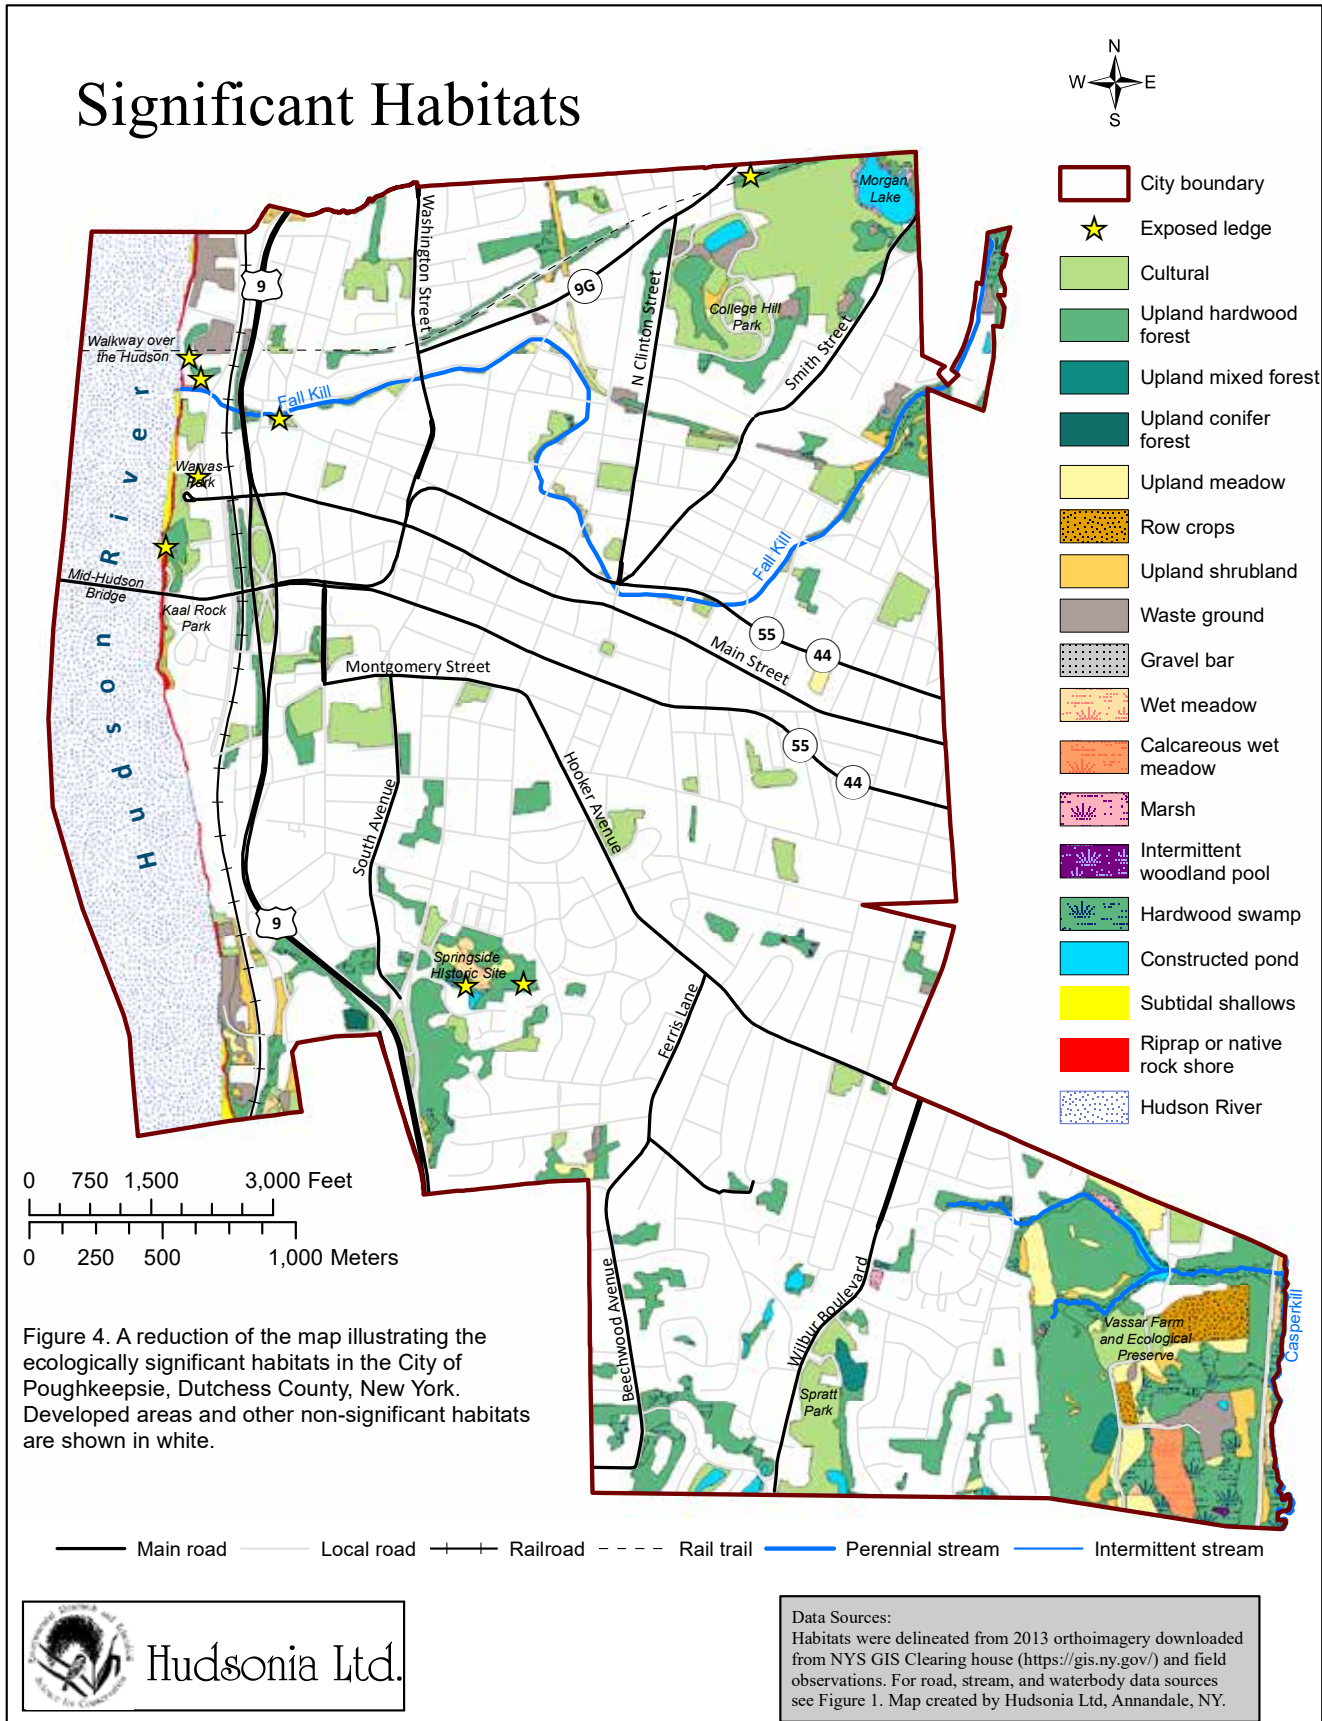 Significant Habitats
N
W E
S
City boundary
Exposed ledge
Cultural
Upland hardwood
forest
Upland mixed forest
Upland conifer
forest
Upland meadow
Row crops
Upland shrubland
Waste ground
Gravel bar
Wet meadow
Calcareous wet
meadow
Marsh
Intermittent
woodland pool
Hardwood swamp
Constructed pond
Subtidal shallows
Riprap or native
rock shore
Hudson River
Morgan
Lake
Washington Street
9
9G
N Clinton Street
College Hill
Park
Smith Street
Walkway over
the Hudson
Fall Kill
Waryas
Park
Hudson River
Mid-Hudson
Bridge
Kaal Rock
Park
Fall Kill
55
44
Main Street
Montgomery Street
55
44
Hooker Avenue
South Avenue
9
Springside
HIstoric Site
Ferris Lane
Beechwood Avenue
Wilbur Boulevard
Spratt
Park
Vassar Farm
and Ecological
Preserve
Casperkill
0 750 1,500 3,000 Feet
0 250 500 1,000 Meters
Figure 4. A reduction of the map illustrating the
ecologically significant habitats in the City of
Poughkeepsie, Dutchess County, New York.
Developed areas and other non-significant habitats
are shown in white.
Main road Local road Railroad Rail trail Perennial stream Intermittent stream
Hudsonia Ltd.
Data Sources:
Habitats were delineated from 2013 orthoimagery downloaded
from NYS GIS Clearing house (https://gis.ny.gov/) and field
observations. For road, stream, and waterbody data sources
see Figure 1. Map created by Hudsonia Ltd, Annandale, NY.